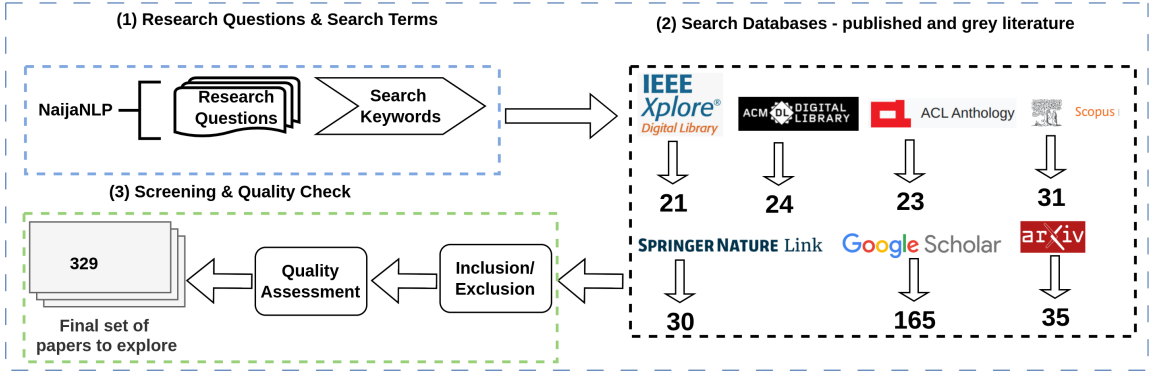 (1) Research Questions & Search Terms
NaijaNLP
Research
Questions
Search
Keywords
(2) Search Databases - published and grey literature
IEEE
Xplore®
Digital Library
ACM DL DIGITAL
LIBRARY
ACL Anthology
Scopus
21
24
23
31
SPRINGER NATURE Link
Google Scholar
arXiv
30
165
35
(3) Screening & Quality Check
329
Quality
Assessment
Inclusion/
Exclusion
Final set of
papers to explore